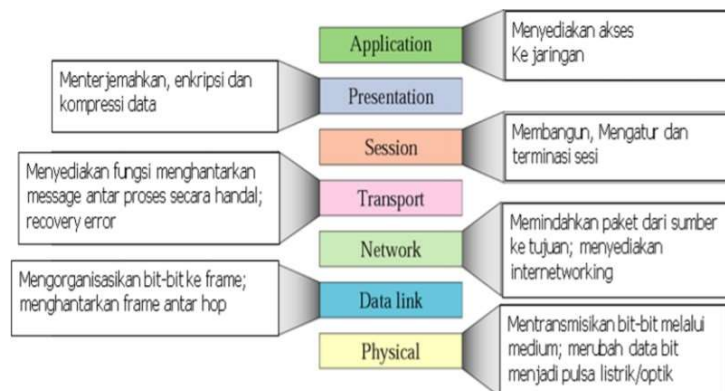 Application
Menyediakan akses
Ke jaringan
Menterjemahkan, enkripsi dan
kompressi data
Presentation
Session
Membangun, Mengatur dan
terminasi sesi
Menyediakan fungsi menghantarkan
message antar proses secara handal;
recovery error
Transport
Network
Memindahkan paket dari sumber
ke tujuan; menyediakan
internetworking
Mengorganisasikan bit-bit ke frame;
menghantarkan frame antar hop
Data link
Physical
Mentransmisikan bit-bit melalui
medium; merubah data bit
menjadi pulsa listrik/optik